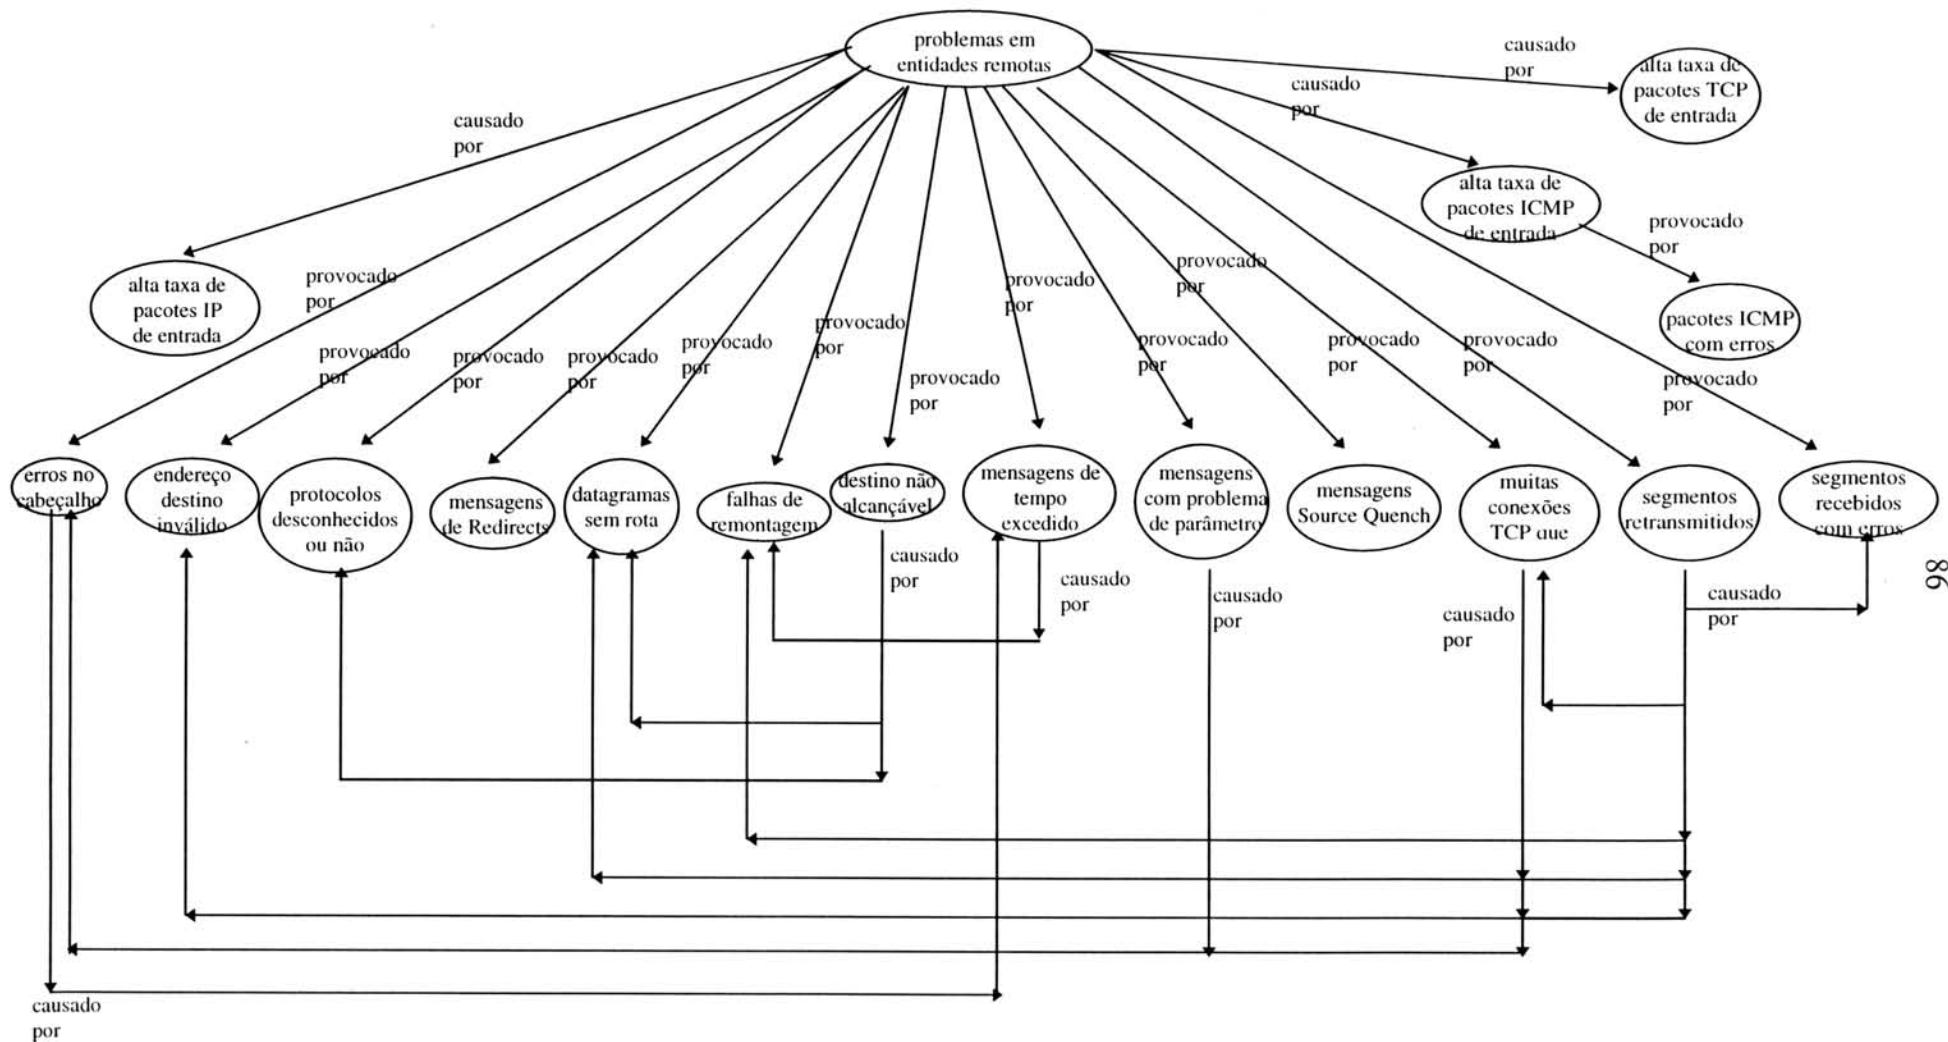 problemas em
entidades remotas
causado
por
alta taxa de
pacotes TCP
de entrada
causado
por
alta taxa de
pacotes ICMP
de entrada
provocado
por
pacotes ICMP
com erros
causado
por
alta taxa de
pacotes IP
de entrada
provocado
por
provocado
por
provocado
por
provocado
por
provocado
por
provocado
por
provocado
por
provocado
por
provocado
por
provocado
por
provocado
por
provocado
por
provocado
por
erros no
cabeçalho
endereço
destino
inválido
protocolos
desconhecidos
ou não
mensagens
de Redirects
datagramas
sem rota
falhas de
remontagem
destino não
alcançável
mensagens de
tempo
excedido
mensagens
com problema
de parâmetro
mensagens
Source Quench
muitas
conexões
TCP que
segmentos
retransmitidos
segmentos
recebidos
com erros
causado
por
causado
por
causado
por
causado
por
causado
por
causado
por
86